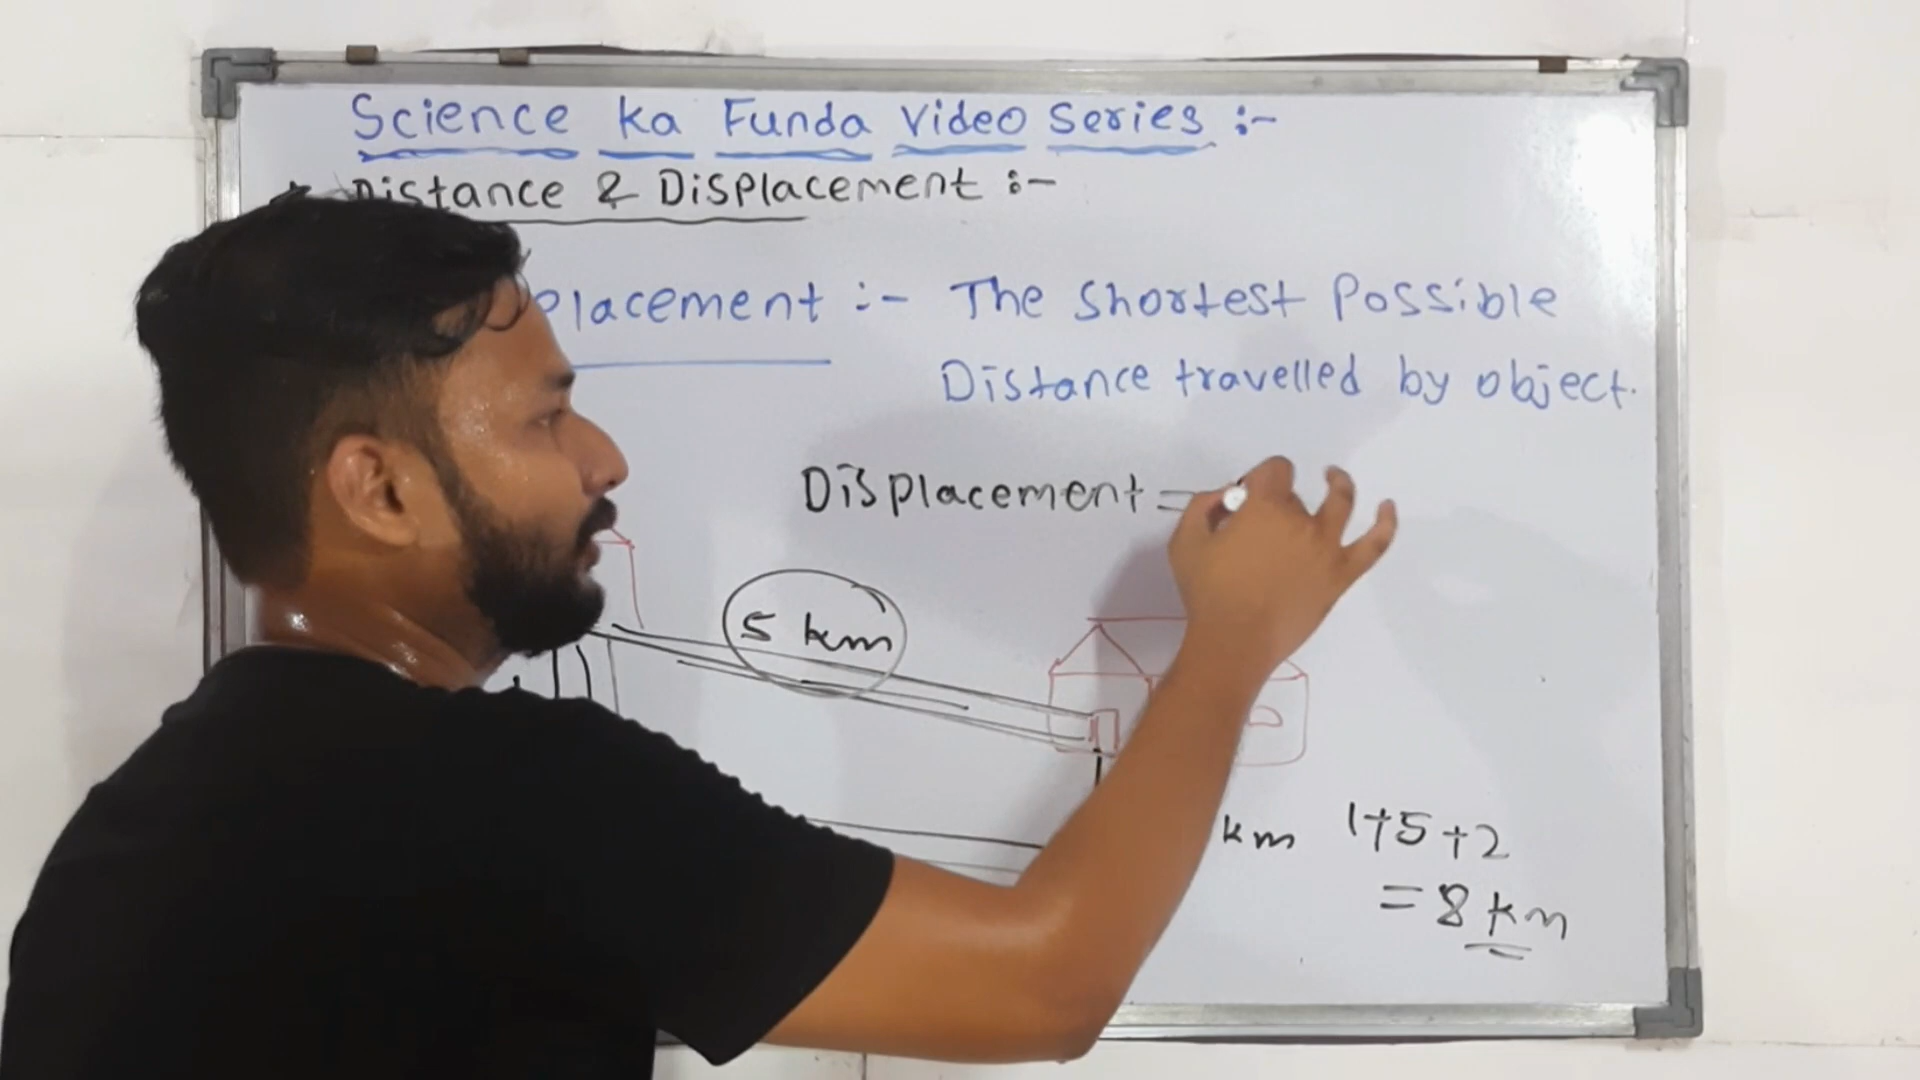 Science ka Funda Video Series :-
Distance & Displacement :-
placement :- The Shortest Possible
Distance travelled by object.
Displacement =
5 km
km 1+5+2
= 8 km